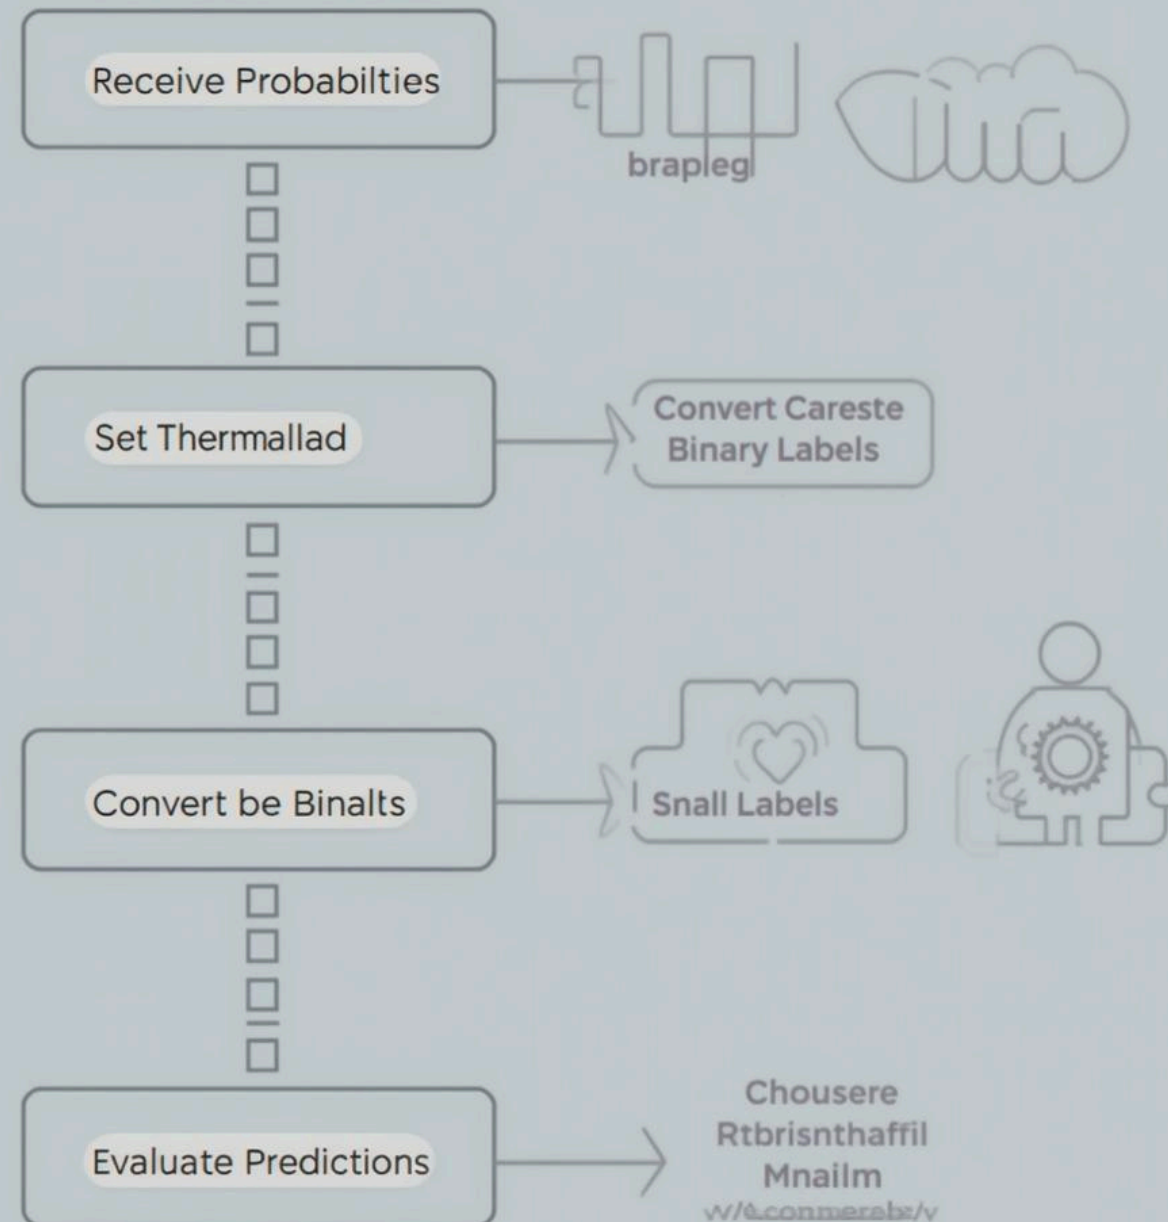 Receive Probabilties
brapleg
Set Thermallad
Convert Careste
Binary Labels
Convert be Binalts
Snall Labels
Evaluate Predictions
Chousere
Rtbrisnthaffil
Mnailm